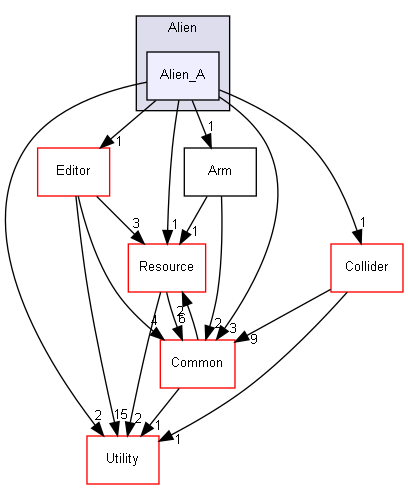 Alien
Alien_A
1
1
Editor
Arm
3
1
1
1
Resource
Collider
2
6
4
2
3
9
Common
2
15
2
1
1
Utility